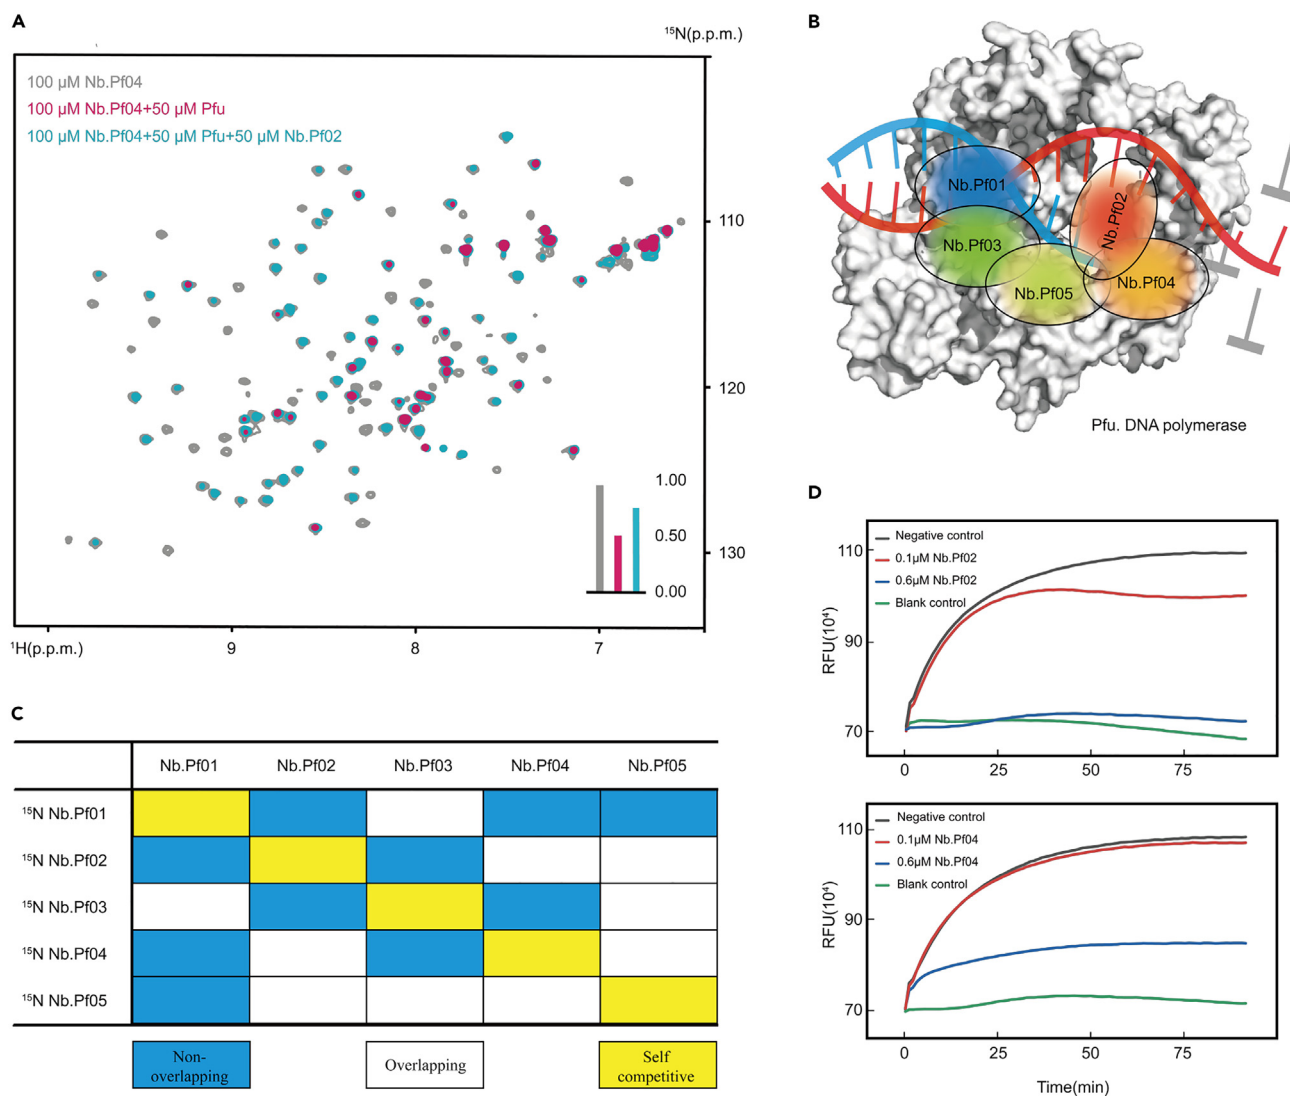 A
¹⁵N(p.p.m.)
100 µM Nb.Pf04
100 µM Nb.Pf04+50 µM Pfu
100 µM Nb.Pf04+50 µM Pfu+50 µM Nb.Pf02
110
120
130
1.00
0.50
0.00
¹H(p.p.m.)
9
8
7
B
Nb.Pf01
Nb.Pf02
Nb.Pf03
Nb.Pf04
Nb.Pf05
Pfu. DNA polymerase
C
Nb.Pf01 Nb.Pf02 Nb.Pf03 Nb.Pf04 Nb.Pf05
¹⁵N Nb.Pf01
¹⁵N Nb.Pf02
¹⁵N Nb.Pf03
¹⁵N Nb.Pf04
¹⁵N Nb.Pf05
Non-
overlapping
Overlapping
Self
competitive
D
Negative control
0.1µM Nb.Pf02
0.6µM Nb.Pf02
Blank control
RFU(10⁴)
110
90
70
0 25 50 75
Negative control
0.1µM Nb.Pf04
0.6µM Nb.Pf04
Blank control
RFU(10⁴)
110
90
70
0 25 50 75
Time(min)